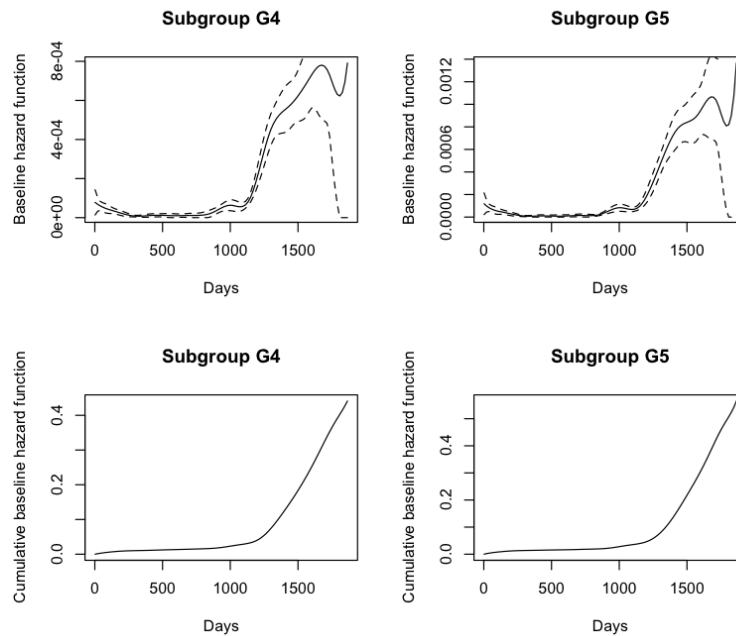 Subgroup G4
Subgroup G5
Baseline hazard function
0e+00 4e-04 8e-04
0 500 1000 1500
Days
Baseline hazard function
0.0000 0.0006 0.0012
0 500 1000 1500
Days
Subgroup G4
Subgroup G5
Cumulative baseline hazard function
0.0 0.2 0.4
0 500 1000 1500
Days
Cumulative baseline hazard function
0.0 0.2 0.4
0 500 1000 1500
Days